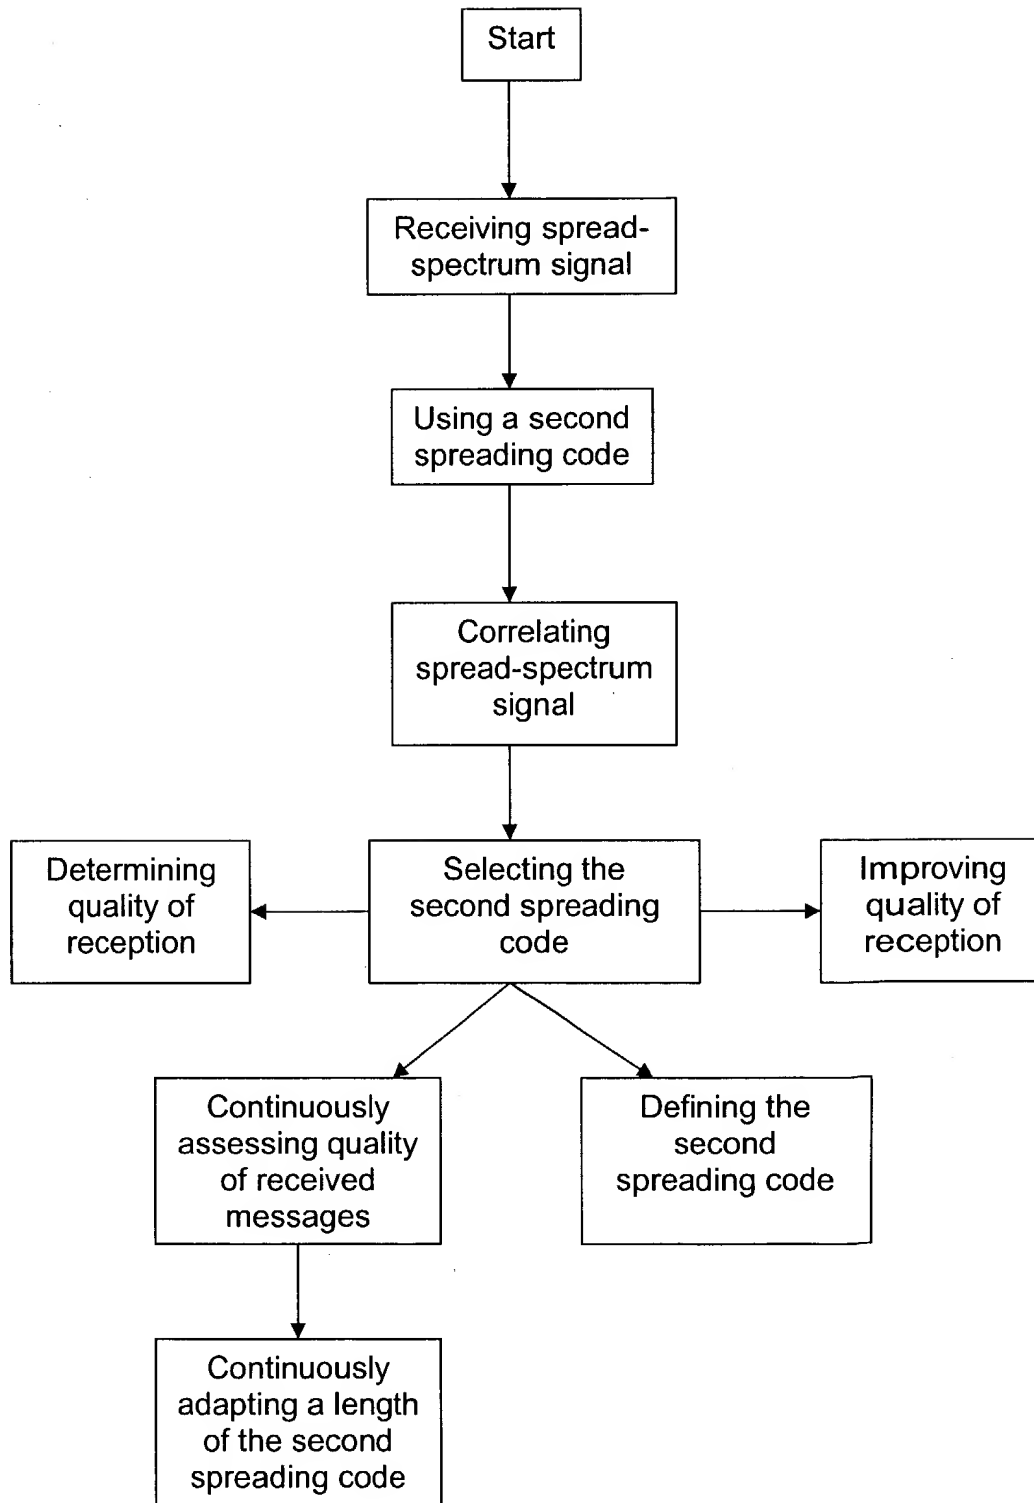 Start
Receiving spread-
spectrum signal
Using a second
spreading code
Correlating
spread-spectrum
signal
Determining
quality of
reception
Selecting the
second spreading
code
Improving
quality of
reception
Continuously
assessing quality
of received
messages
Defining the
second
spreading code
Continuously
adapting a length
of the second
spreading code